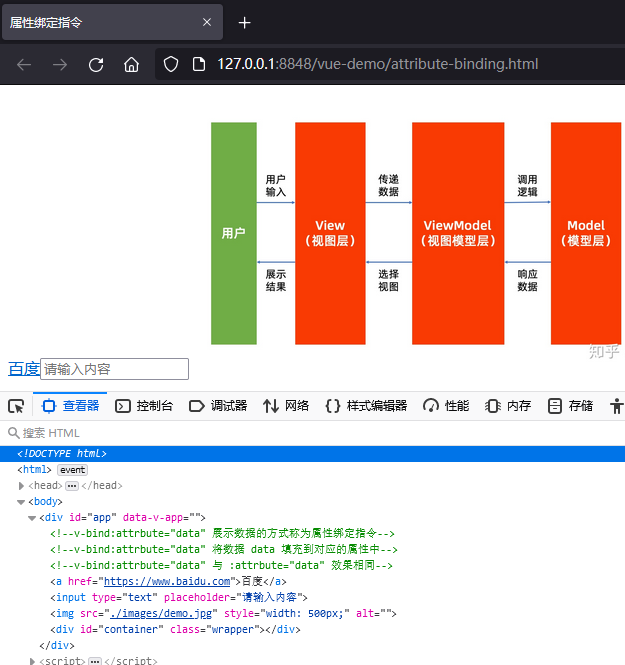 属性绑定指令
127.0.0.1:8848/vue-demo/attribute-binding.html
用户
用户
输入
展示
结果
View
(视图层)
传递
数据
选择
视图
ViewModel
(视图模型层)
调用
逻辑
响应
数据
Model
(模型层)
知乎
百度 请输入内容
查看器 控制台 调试器 网络 {} 样式编辑器 性能 内存 存储
搜索 HTML
<!DOCTYPE html>
<html> event
<head> ••• </head>
<body>
<div id="app" data-v-app="">
<!--v-bind:attrbute="data" 展示数据的方式称为属性绑定指令-->
<!--v-bind:attrbute="data" 将数据 data 填充到对应的属性中-->
<!--v-bind:attrbute="data" 与 :attrbute="data" 效果相同-->
<a href="https://www.baidu.com">百度</a>
<input type="text" placeholder="请输入内容">
<img src="./images/demo.jpg" style="width: 500px;" alt="">
<div id="container" class="wrapper"></div>
</div>
<script> ••• </script>